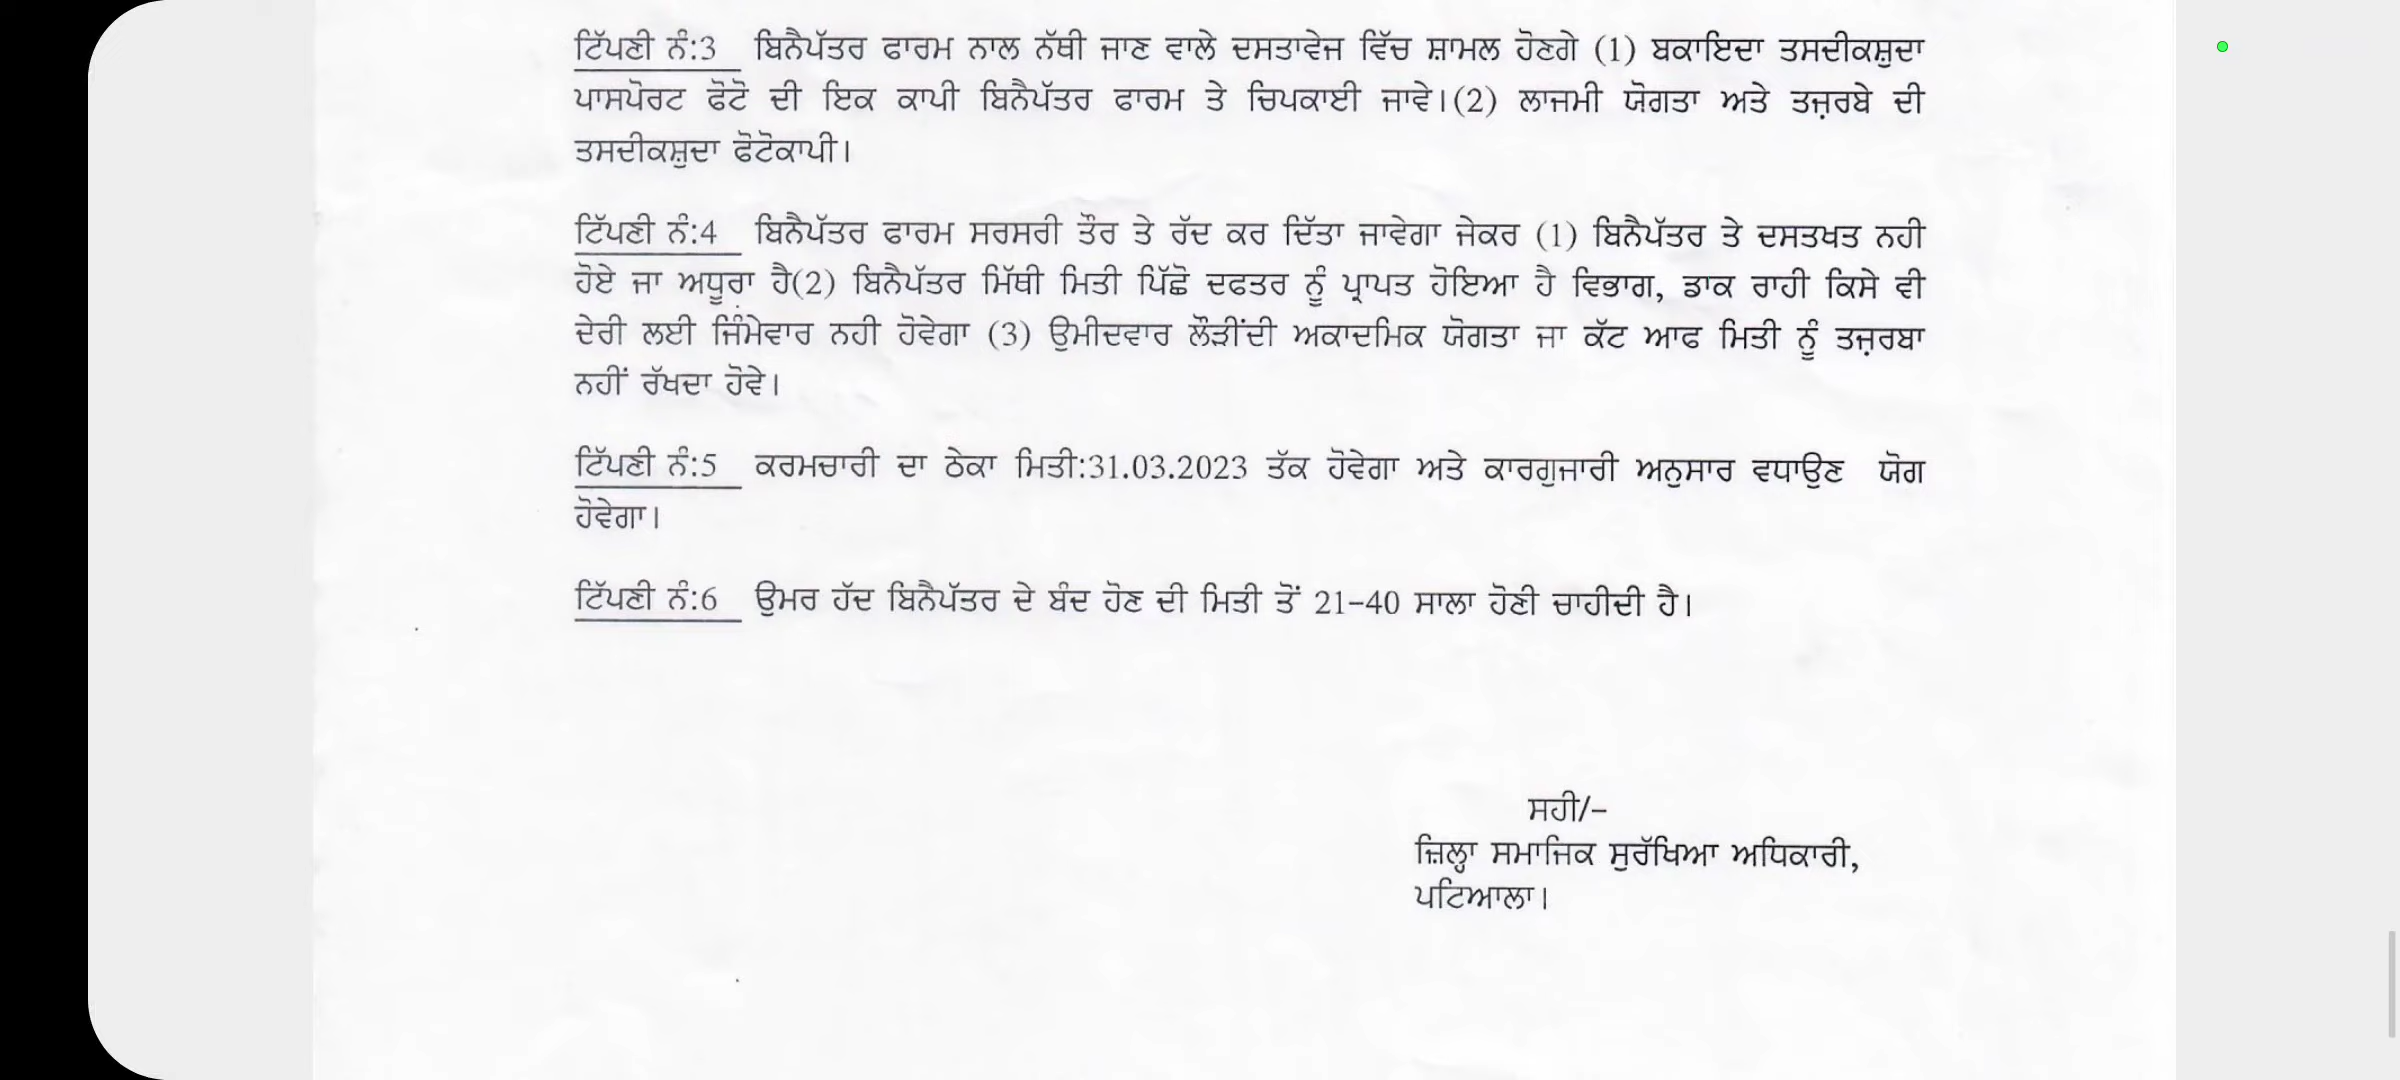 ਟਿੱਪਣੀ ਨੰ:3 ਬਿਨੈਪੱਤਰ ਫਾਰਮ ਨਾਲ ਨੱਥੀ ਜਾਣ ਵਾਲੇ ਦਸਤਾਵੇਜ ਵਿੱਚ ਸ਼ਾਮਲ ਹੋਣਗੇ (1) ਬਕਾਇਦਾ ਤਸਦੀਕਸ਼ੁਦਾ
ਪਾਸਪੋਰਟ ਫੋਟੋ ਦੀ ਇਕ ਕਾਪੀ ਬਿਨੈਪੱਤਰ ਫਾਰਮ ਤੇ ਚਿਪਕਾਈ ਜਾਵੇ।(2) ਲਾਜਮੀ ਯੋਗਤਾ ਅਤੇ ਤਜ਼ਰਬੇ ਦੀ
ਤਸਦੀਕਸ਼ੁਦਾ ਫੋਟੋਕਾਪੀ।
ਟਿੱਪਣੀ ਨੰ:4 ਬਿਨੈਪੱਤਰ ਫਾਰਮ ਸਰਸਰੀ ਤੌਰ ਤੇ ਰੱਦ ਕਰ ਦਿੱਤਾ ਜਾਵੇਗਾ ਜੇਕਰ (1) ਬਿਨੈਪੱਤਰ ਤੇ ਦਸਤਖਤ ਨਹੀ
ਹੋਏ ਜਾ ਅਧੂਰਾ ਹੈ(2) ਬਿਨੈਪੱਤਰ ਮਿੱਥੀ ਮਿਤੀ ਪਿੱਛੋ ਦਫਤਰ ਨੂੰ ਪ੍ਰਾਪਤ ਹੋਇਆ ਹੈ ਵਿਭਾਗ, ਡਾਕ ਰਾਹੀ ਕਿਸੇ ਵੀ
ਦੇਰੀ ਲਈ ਜਿੰਮੇਵਾਰ ਨਹੀ ਹੋਵੇਗਾ (3) ਉਮੀਦਵਾਰ ਲੋੜੀਂਦੀ ਅਕਾਦਮਿਕ ਯੋਗਤਾ ਜਾ ਕੱਟ ਆਫ ਮਿਤੀ ਨੂੰ ਤਜ਼ਰਬਾ
ਨਹੀਂ ਰੱਖਦਾ ਹੋਵੇ।
ਟਿੱਪਣੀ ਨੰ:5 ਕਰਮਚਾਰੀ ਦਾ ਠੇਕਾ ਮਿਤੀ:31.03.2023 ਤੱਕ ਹੋਵੇਗਾ ਅਤੇ ਕਾਰਗੁਜਾਰੀ ਅਨੁਸਾਰ ਵਧਾਉਣ ਯੋਗ
ਹੋਵੇਗਾ।
ਟਿੱਪਣੀ ਨੰ:6 ਉਮਰ ਹੱਦ ਬਿਨੈਪੱਤਰ ਦੇ ਬੰਦ ਹੋਣ ਦੀ ਮਿਤੀ ਤੋਂ 21-40 ਸਾਲਾ ਹੋਣੀ ਚਾਹੀਦੀ ਹੈ।
ਸਹੀ/-
ਜ਼ਿਲ੍ਹਾ ਸਮਾਜਿਕ ਸੁਰੱਖਿਆ ਅਧਿਕਾਰੀ,
ਪਟਿਆਲਾ।